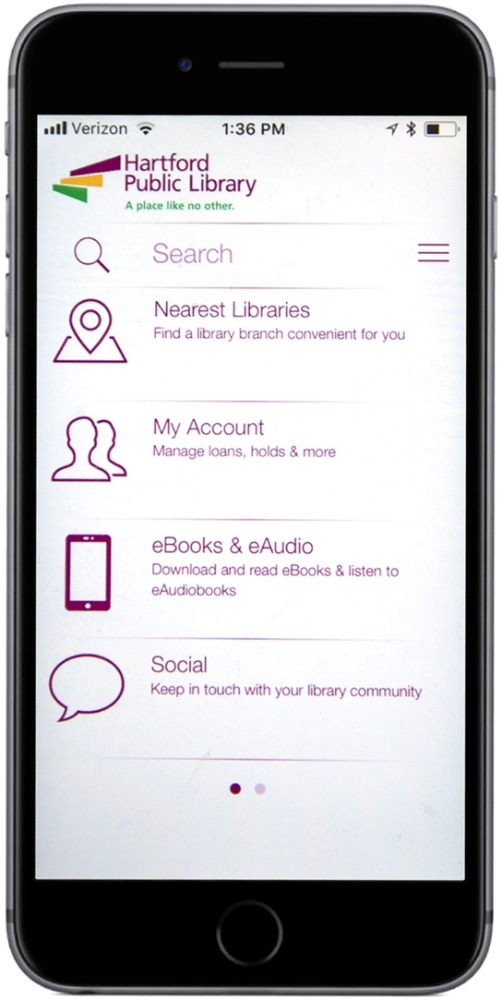 Verizon 1:36 PM
Hartford
Public Library
A place like no other.
Search
Nearest Libraries
Find a library branch convenient for you
My Account
Manage loans, holds & more
eBooks & eAudio
Download and read eBooks & listen to
eAudiobooks
Social
Keep in touch with your library community